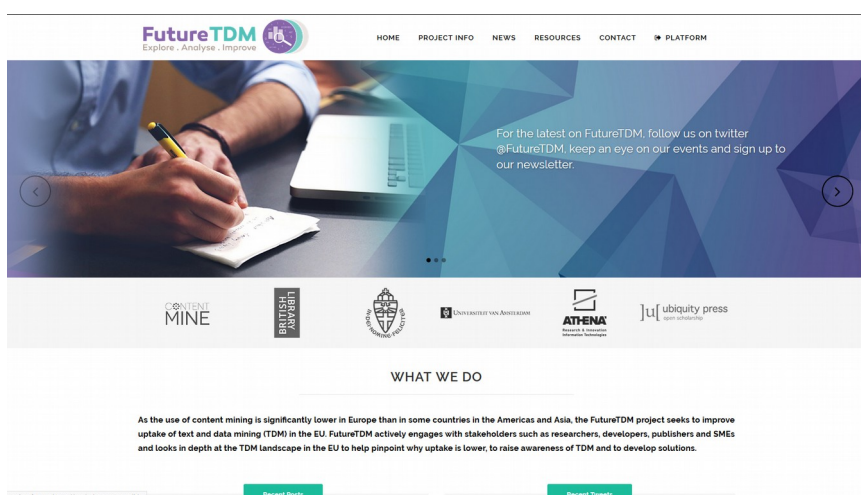 FutureTDM
Explore . Analyse . Improve
HOME PROJECT INFO NEWS RESOURCES CONTACT PLATFORM
For the latest on FutureTDM, follow us on twitter
@FutureTDM, keep an eye on our events and sign up to
our newsletter.
CONTENT
MINE
BRITISH
LIBRARY
UNIVERSITEIT VAN AMSTERDAM
ATHENA
Research & Innovation
Information Technologies
]u[ ubiquity press
open scholarship
WHAT WE DO
As the use of content mining is significantly lower in Europe than in some countries in the Americas and Asia, the FutureTDM project seeks to improve
uptake of text and data mining (TDM) in the EU. FutureTDM actively engages with stakeholders such as researchers, developers, publishers and SMEs
and looks in depth at the TDM landscape in the EU to help pinpoint why uptake is lower, to raise awareness of TDM and to develop solutions.
Recent Posts Recent Tweets